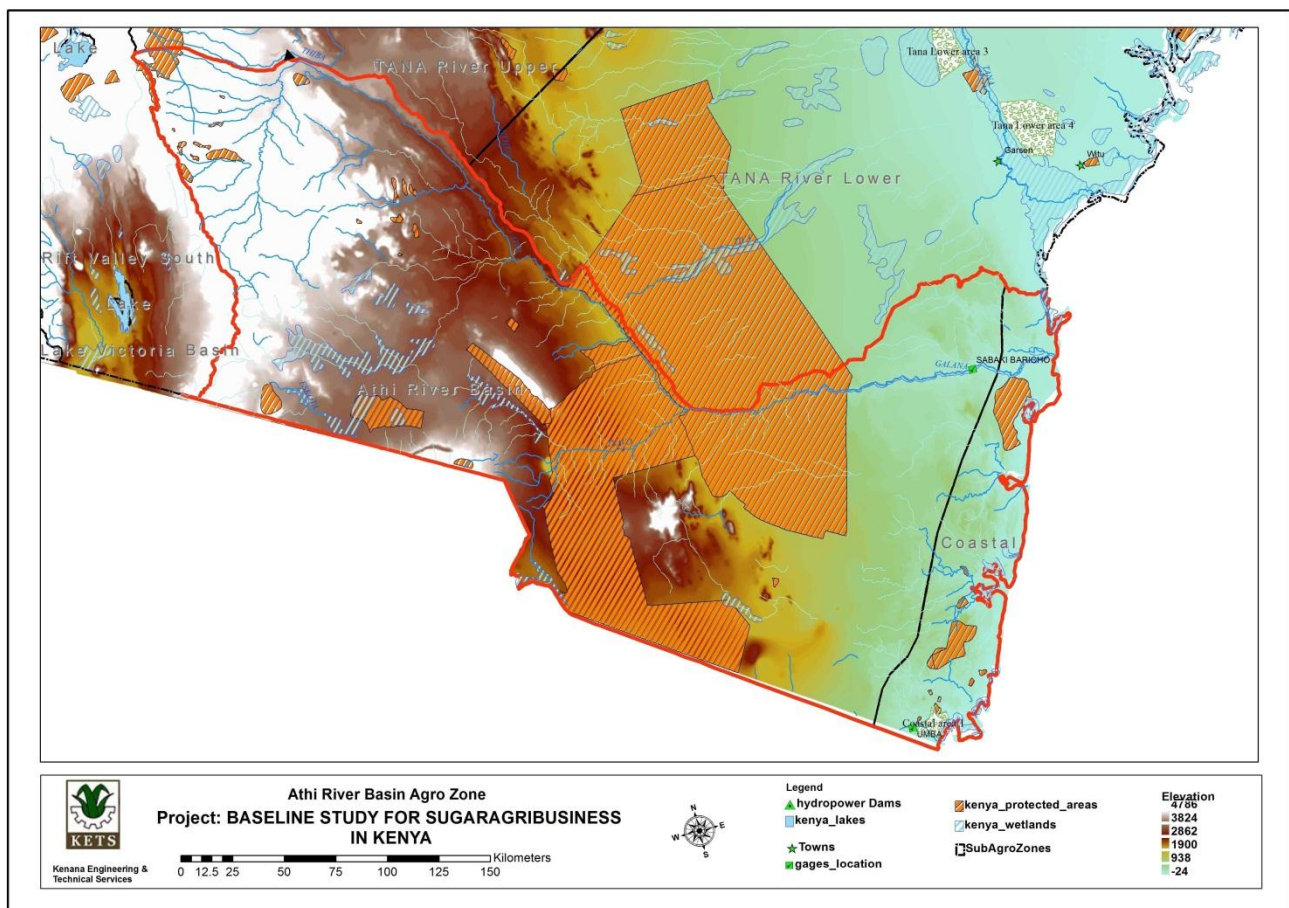 Lake
THIBA
TANA River Upper
Tana Lower area 3
TANA
Tana Lower area 4
Garsen
Witu
TANA River Lower
Rift Valley South
Lake
Lake Victoria Basin
Athi River Basin
SABAKI BARICHO
GALANA
Coastal
Coastal area 1
UMBA
KETS
Kenana Engineering &
Technical Services
Athi River Basin Agro Zone
Project: BASELINE STUDY FOR SUGARAGRIBUSINESS
IN KENYA
Kilometers
0 12.5 25 50 75 100 125 150
N
W E
S
Legend
hydropower Dams
kenya_lakes
Towns
gages_location
kenya_protected_areas
kenya_wetlands
SubAgroZones
Elevation
4786
3824
2862
1900
938
-24